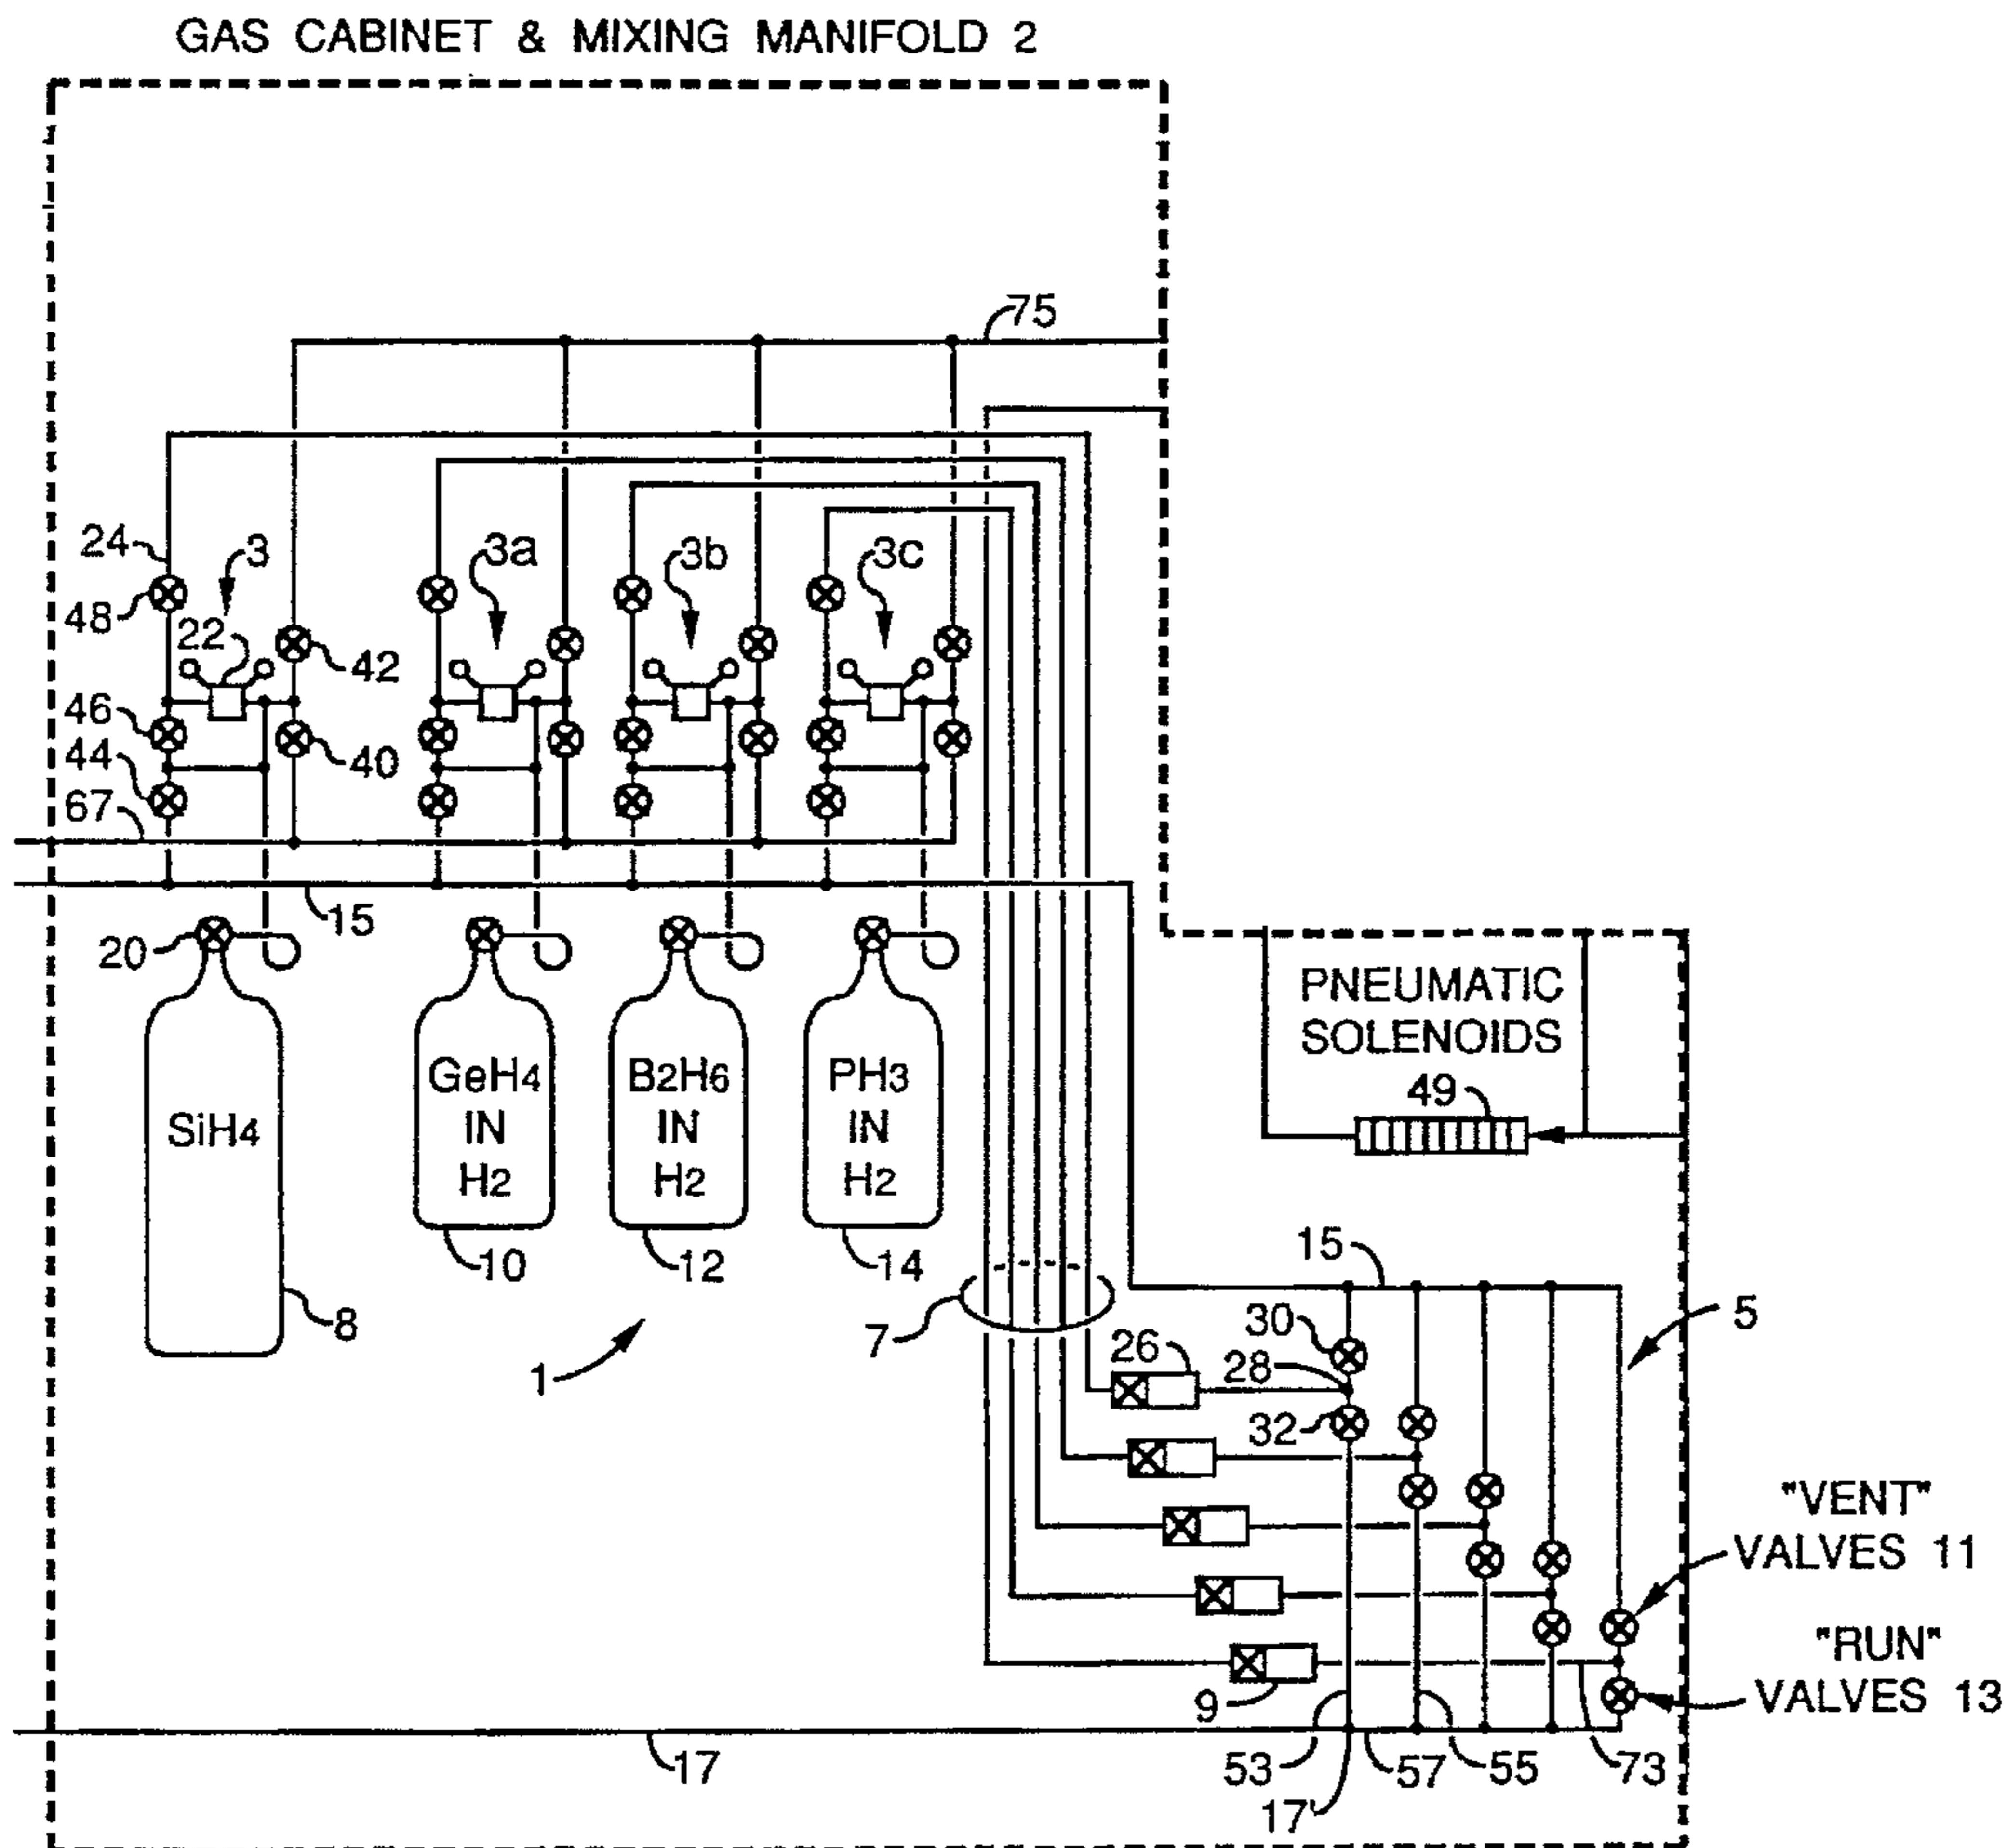 GAS CABINET & MIXING MANIFOLD 2
75
24
3
3a
3b
3c
48
22
42
46
44
40
67
15
20
PNEUMATIC
SOLENOIDS
49
SiH4
GeH4
IN
H2
B2H6
IN
H2
PH3
IN
H2
10
12
14
8
1
7
15
5
30
26
28
32
"VENT"
VALVES 11
"RUN"
VALVES 13
9
17
53
57
55
73
17'